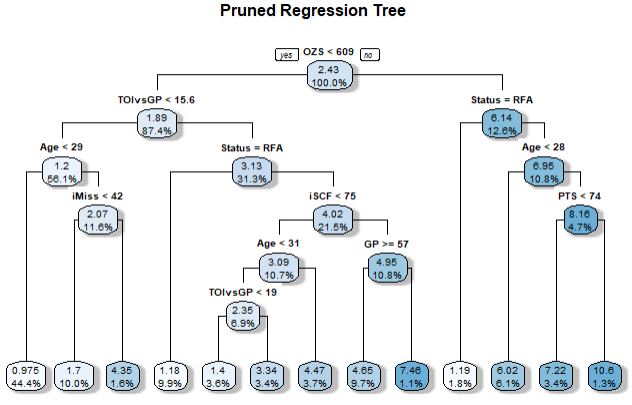 Pruned Regression Tree
yes OZS < 609 no
2.43
100.0%
TOIvsGP < 15.6 Status = RFA
1.89 6.14
87.4% 12.6%
Age < 29 Status = RFA Age < 28
1.2 3.13 6.95
56.1% 31.3% 10.8%
iMiss < 42 iSCF < 75 PTS < 74
2.07 4.02 8.16
11.6% 21.5% 4.7%
Age < 31 GP >= 57
3.09 4.95
10.7% 10.8%
TOIvsGP < 19
2.35
6.9%
0.975 1.7 4.35 1.18 1.4 3.34 4.47 4.65 7.46 1.19 6.02 7.22 10.6
44.4% 10.0% 1.6% 9.9% 3.6% 3.4% 3.7% 9.7% 1.1% 1.8% 6.1% 3.4% 1.3%